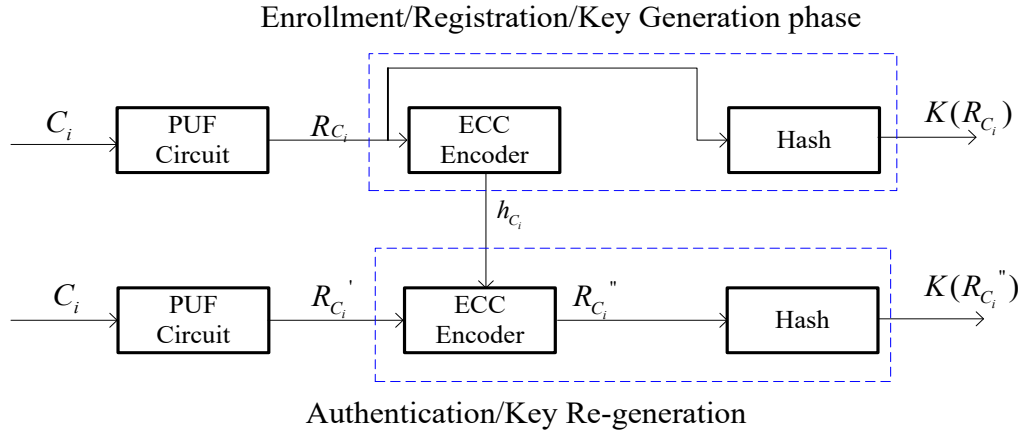 Enrollment/Registration/Key Generation phase
C_i
PUF
Circuit
R_{C_i}
ECC
Encoder
Hash
K(R_{C_i})
h_{C_i}
C_i
PUF
Circuit
R_{C_i}'
ECC
Encoder
R_{C_i}"
Hash
K(R_{C_i}")
Authentication/Key Re-generation